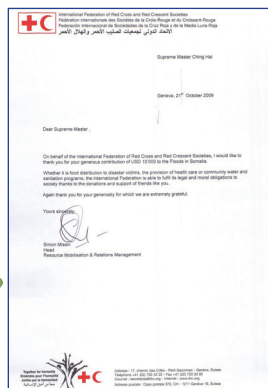 International Federation of Red Cross and Red Crescent Societies
Fédération internationale des Sociétés de la Croix-Rouge et du Croissant-Rouge
Federación Internacional de Sociedades de la Cruz Roja y de la Media Luna Roja
الاتحاد الدولي لجمعيات الصليب الأحمر والهلال الأحمر
Supreme Master Ching Hai
Geneva, 21st October 2009
Dear Supreme Master ,
On behalf of the International Federation of Red Cross and Red Crescent Societies, I would like to
thank you for your generous contribution of USD 10'000 to the Floods in Somalia.
Whether it is food distribution to disaster victims, the provision of health care or community water and
sanitation programs, the International Federation is able to fulfil its legal and moral obligations to
society thanks to the donations and support of friends like you.
Again thank you for your generosity for which we are extremely grateful.
Yours sincerely,
Simon Missiri
Head
Resource Mobilisation & Relations Management
Together for humanity
Ensemble pour l'humanité
Juntos por la humanidad
معا من أجل الإنسانية